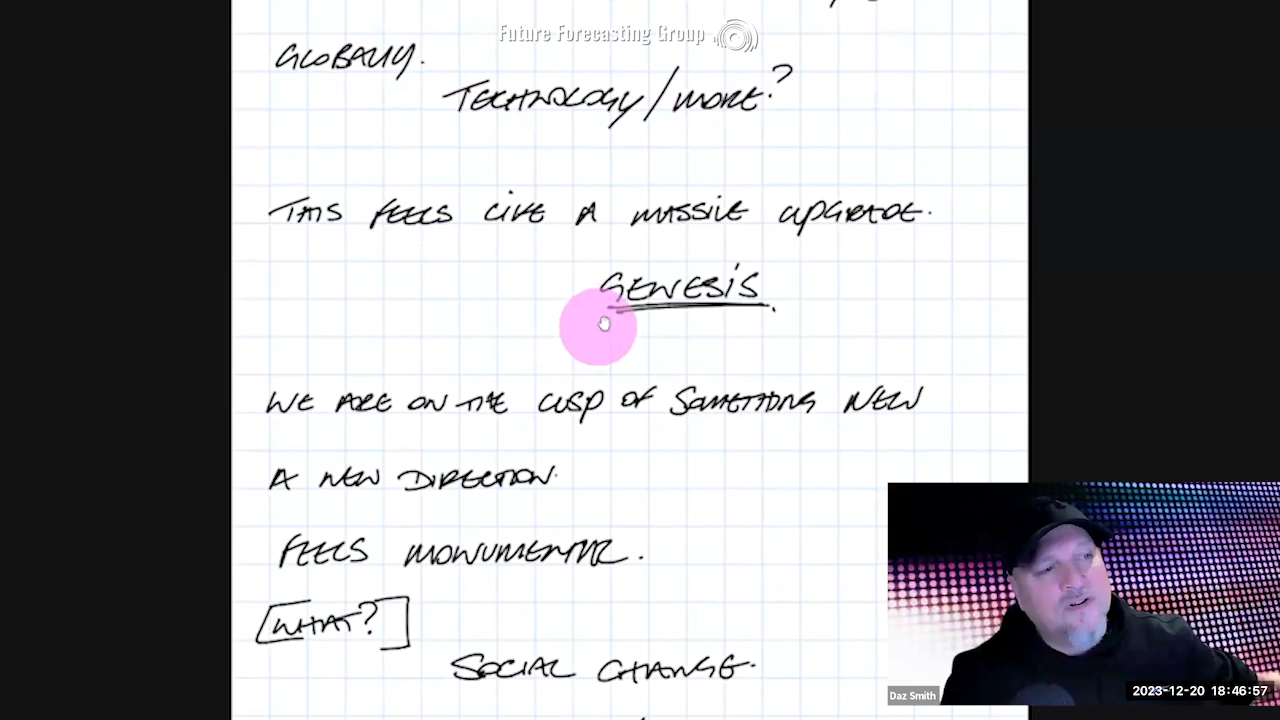 Future Forecasting Group
GLOBALLY.
TECHNOLOGY/MORE?
THIS FEELS LIKE A MASSIVE UPGRADE.
GENESIS
WE ARE ON THE CUSP OF SOMETHING NEW
A NEW DIRECTION.
FEELS MONUMENTAL.
[WHAT?]
SOCIAL CHANGE.
Daz Smith
2023-12-20 18:46:57